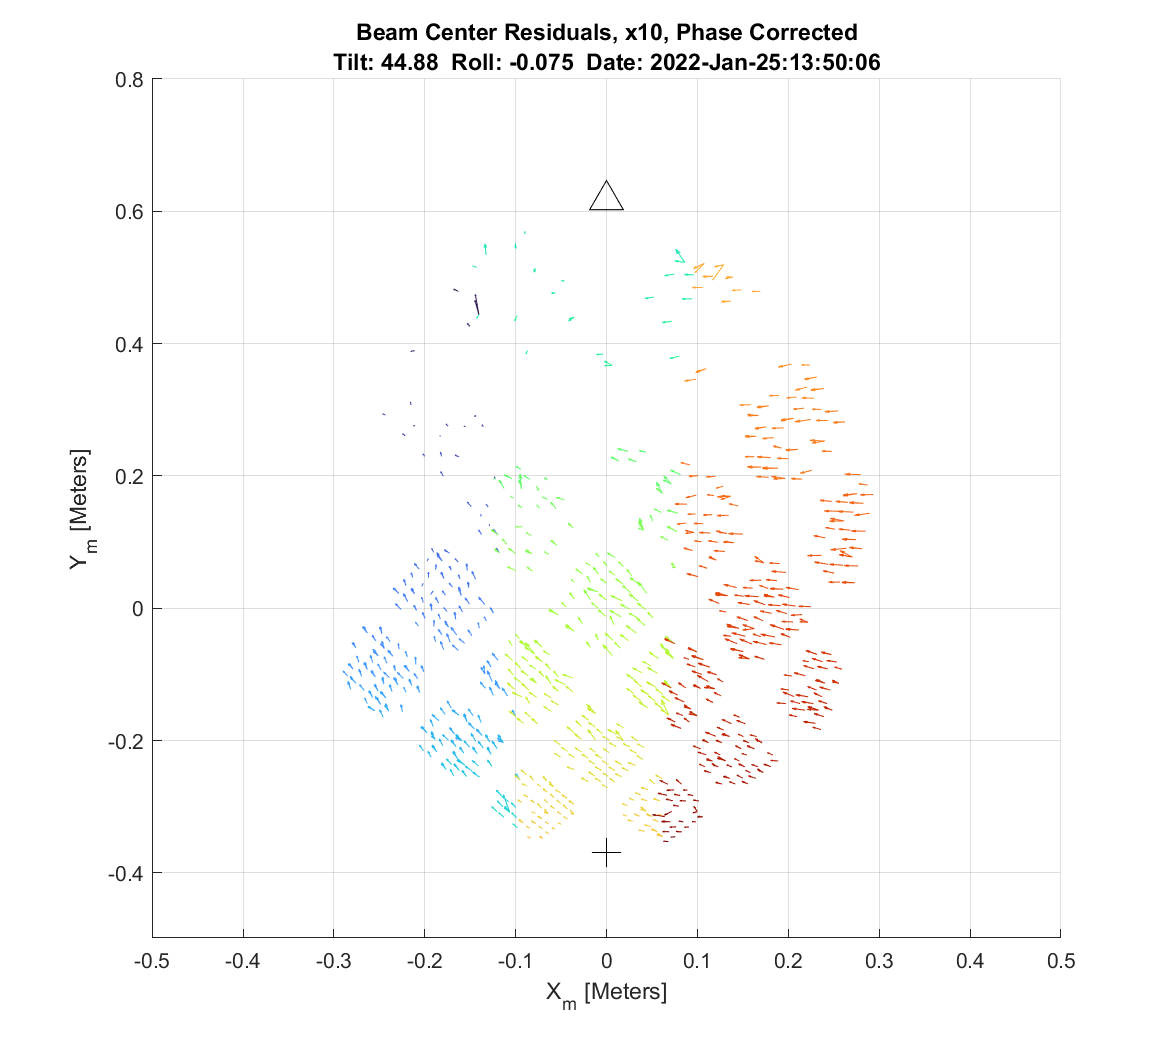 Beam Center Residuals, x10, Phase Corrected
Tilt: 44.88  Roll: -0.075  Date: 2022-Jan-25:13:50:06
0.8
0.6
0.4
0.2
0
-0.2
-0.4
Y_m [Meters]
-0.5 -0.4 -0.3 -0.2 -0.1 0 0.1 0.2 0.3 0.4 0.5
X_m [Meters]